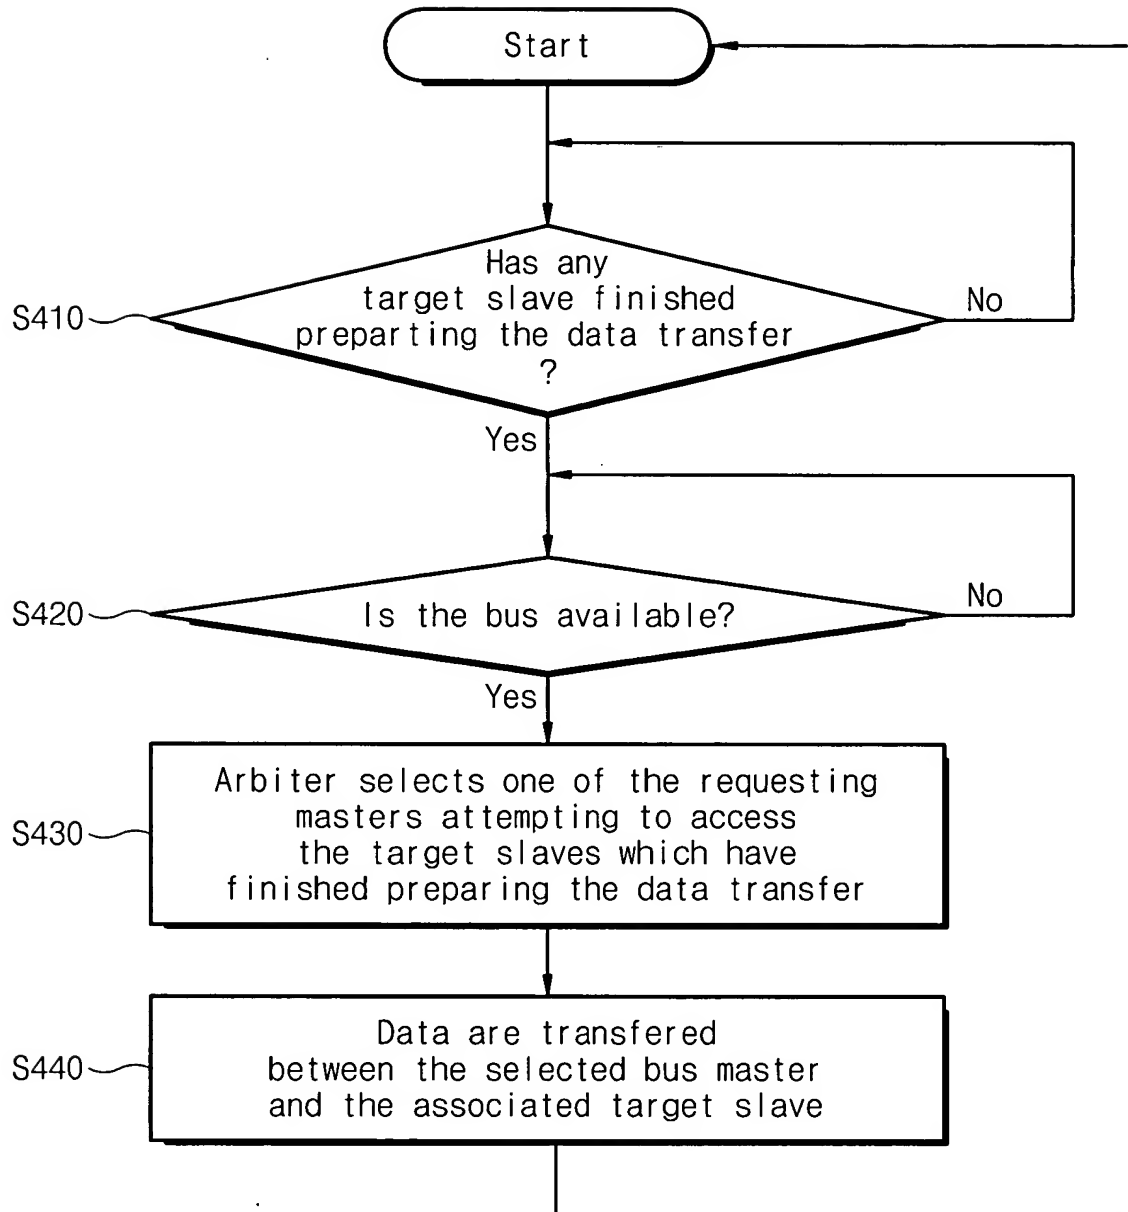 Start
Has any
target slave finished
preparting the data transfer
?
S410
No
Yes
Is the bus available?
S420
No
Yes
Arbiter selects one of the requesting
masters attempting to access
the target slaves which have
finished preparing the data transfer
S430
Data are transfered
between the selected bus master
and the associated target slave
S440